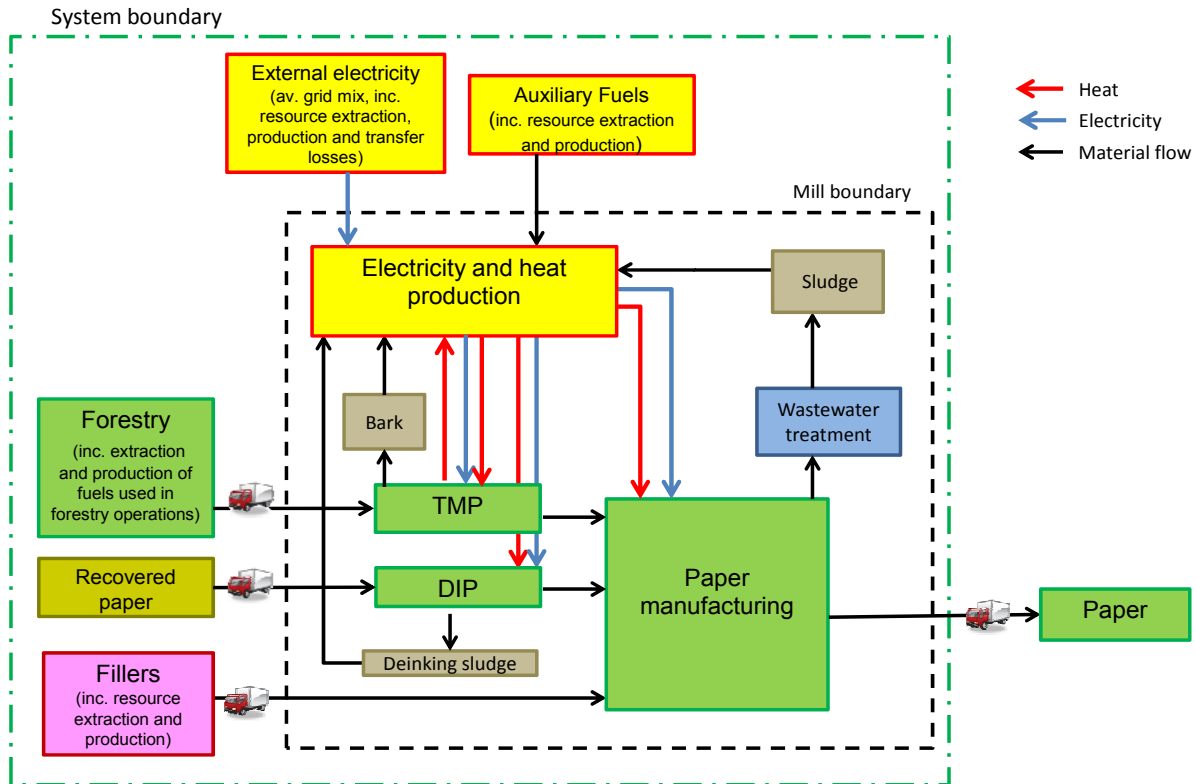 System boundary
External electricity
(av. grid mix, inc.
resource extraction,
production and transfer
losses)
Auxiliary Fuels
(inc. resource extraction
and production)
Heat
Electricity
Material flow
Mill boundary
Electricity and heat
production
Sludge
Forestry
(inc. extraction
and production of
fuels used in
forestry operations)
Bark
Wastewater
treatment
TMP
Recovered
paper
DIP
Paper
manufacturing
Paper
Deinking sludge
Fillers
(inc. resource
extraction and
production)